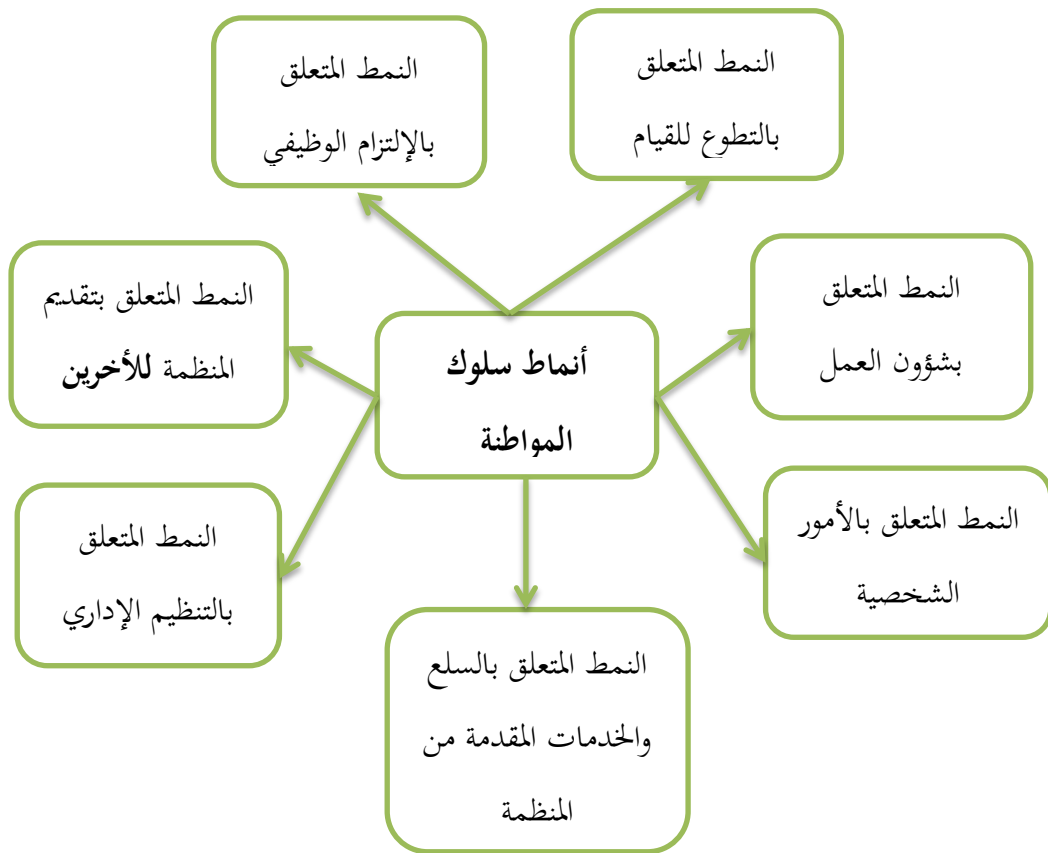 النمط المتعلق
بالتطوع للقيام
النمط المتعلق
بالإلتزام الوظيفي
النمط المتعلق
بشؤون العمل
النمط المتعلق بتقديم
المنظمة للأخرين
أنماط سلوك
المواطنة
النمط المتعلق بالأمور
الشخصية
النمط المتعلق
بالتنظيم الإداري
النمط المتعلق بالسلع
والخدمات المقدمة من
المنظمة